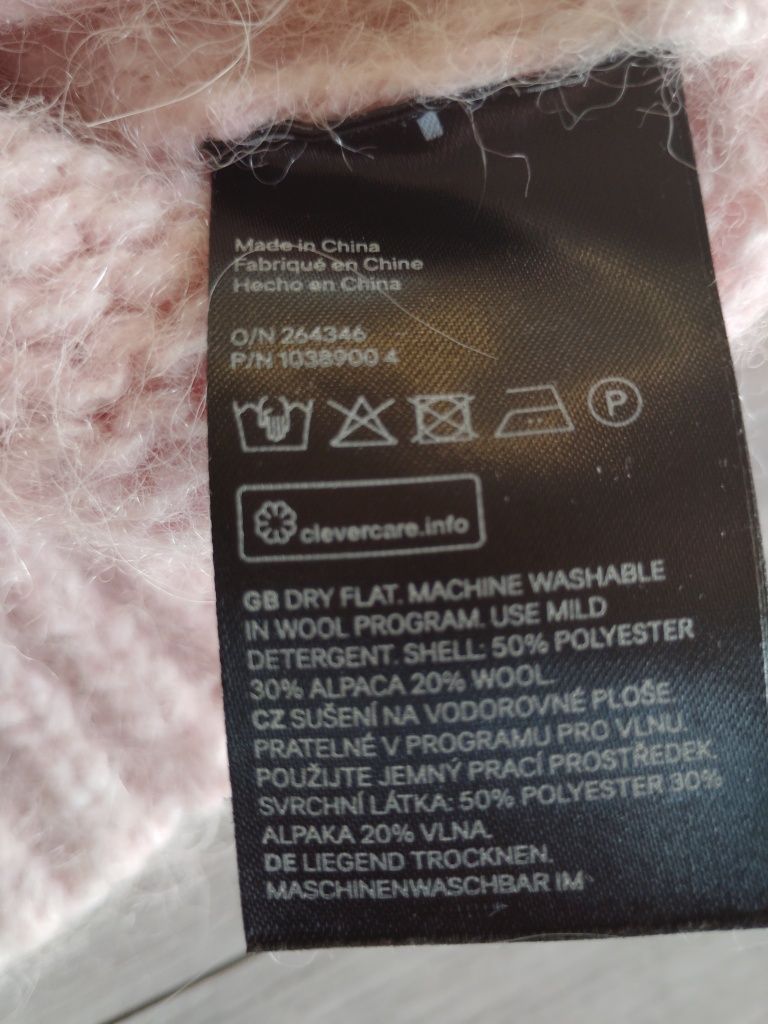 Made in China
Fabriqué en Chine
Hecho en China
O/N 264346
P/N 1038900 4
P
clevercare.info
GB DRY FLAT. MACHINE WASHABLE
IN WOOL PROGRAM. USE MILD
DETERGENT. SHELL: 50% POLYESTER
30% ALPACA 20% WOOL.
CZ SUŠENÍ NA VODOROVNÉ PLOŠE.
PRATELNÉ V PROGRAMU PRO VLNU.
POUŽIJTE JEMNÝ PRACÍ PROSTŘEDEK.
SVRCHNÍ LÁTKA: 50% POLYESTER 30%
ALPAKA 20% VLNA.
DE LIEGEND TROCKNEN.
MASCHINENWASCHBAR IM